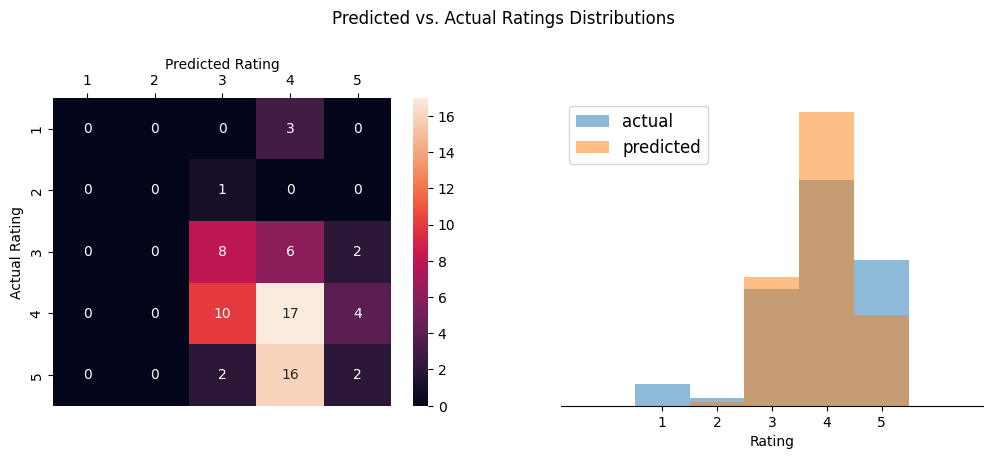 Predicted vs. Actual Ratings Distributions
Predicted Rating
1 2 3 4 5
Actual Rating
1 0 0 0 3 0
2 0 0 1 0 0
3 0 0 8 6 2
4 0 0 10 17 4
5 0 0 2 16 2
16
14
12
10
8
6
4
2
0
actual
predicted
1 2 3 4 5
Rating